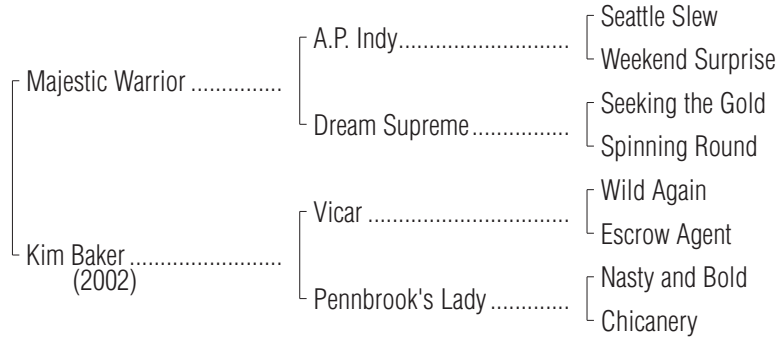 Seattle Slew
A.P. Indy............................
Weekend Surprise
Majestic Warrior ...............
Seeking the Gold
Dream Supreme................
Spinning Round
Wild Again
Vicar .................................
Escrow Agent
Kim Baker.........................
(2002)
Nasty and Bold
Pennbrook's Lady .............
Chicanery